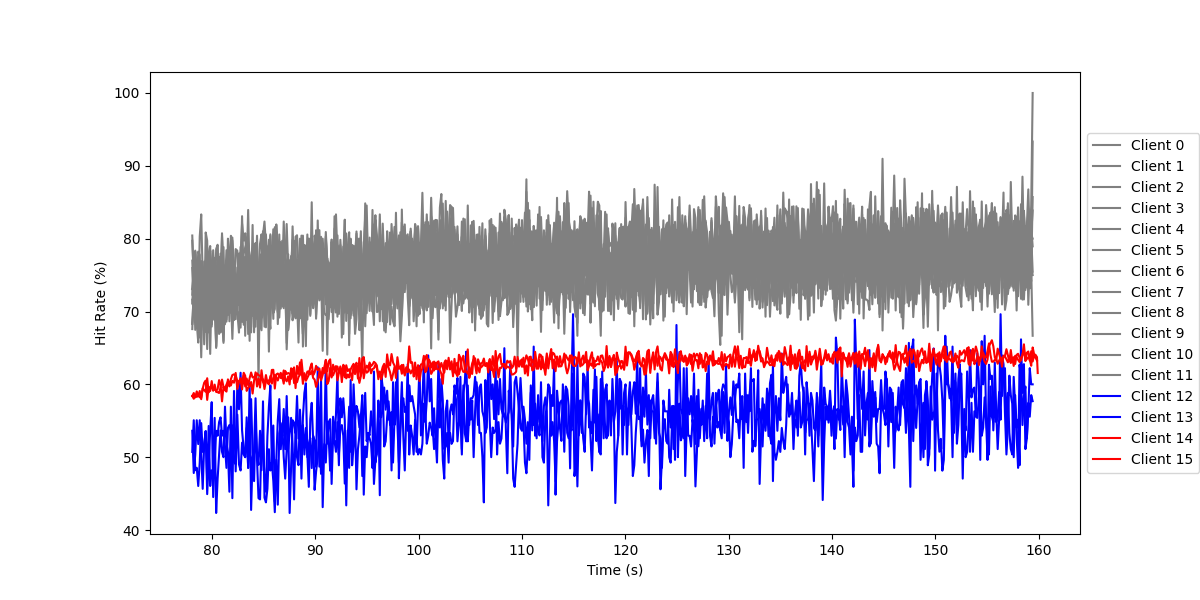 100
90
80
70
60
50
40
Hit Rate (%)
80
90
100
110
120
130
140
150
160
Time (s)
Client 0
Client 1
Client 2
Client 3
Client 4
Client 5
Client 6
Client 7
Client 8
Client 9
Client 10
Client 11
Client 12
Client 13
Client 14
Client 15